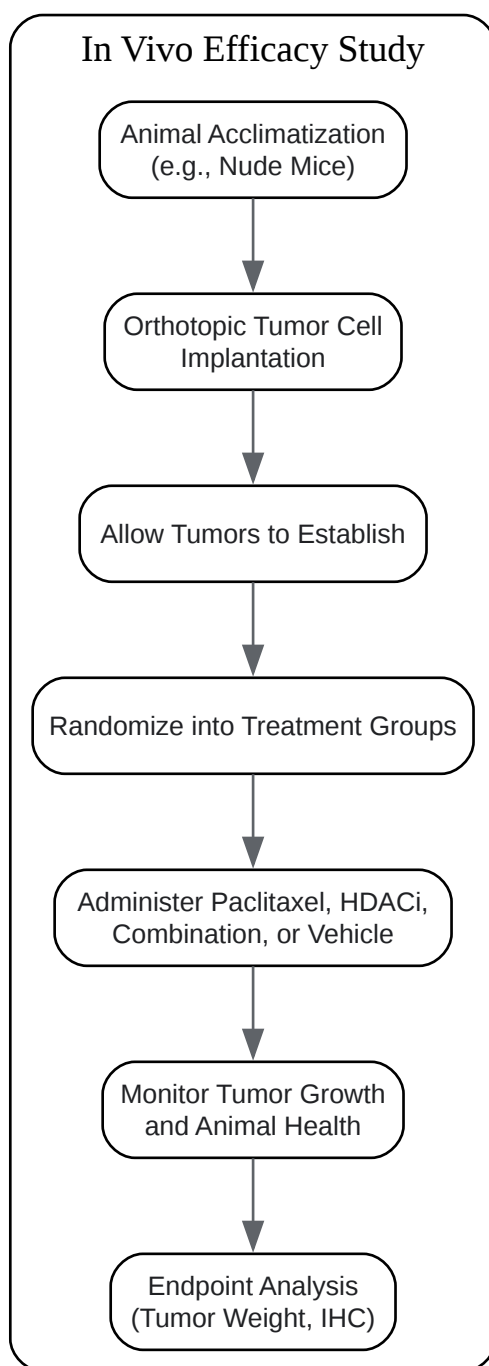 In Vivo Efficacy Study
Animal Acclimatization
(e.g., Nude Mice)
Orthotopic Tumor Cell
Implantation
Allow Tumors to Establish
Randomize into Treatment Groups
Administer Paclitaxel, HDACi,
Combination, or Vehicle
Monitor Tumor Growth
and Animal Health
Endpoint Analysis
(Tumor Weight, IHC)